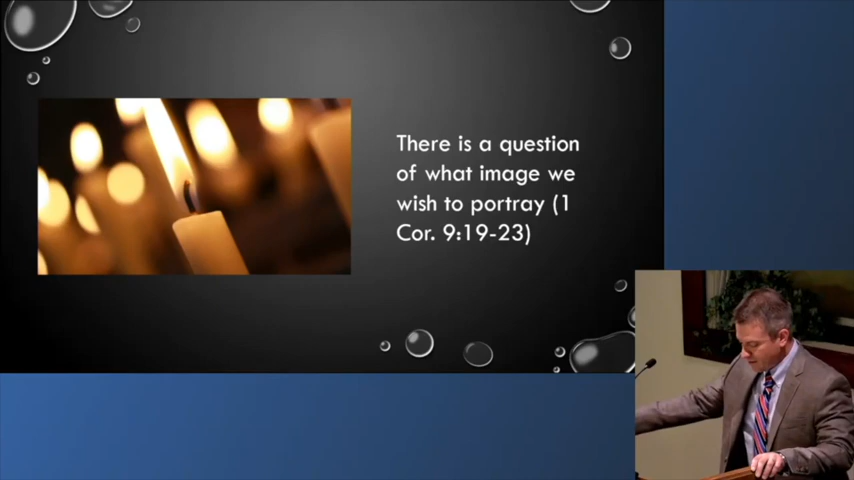 There is a question
of what image we
wish to portray (1
Cor. 9:19-23)